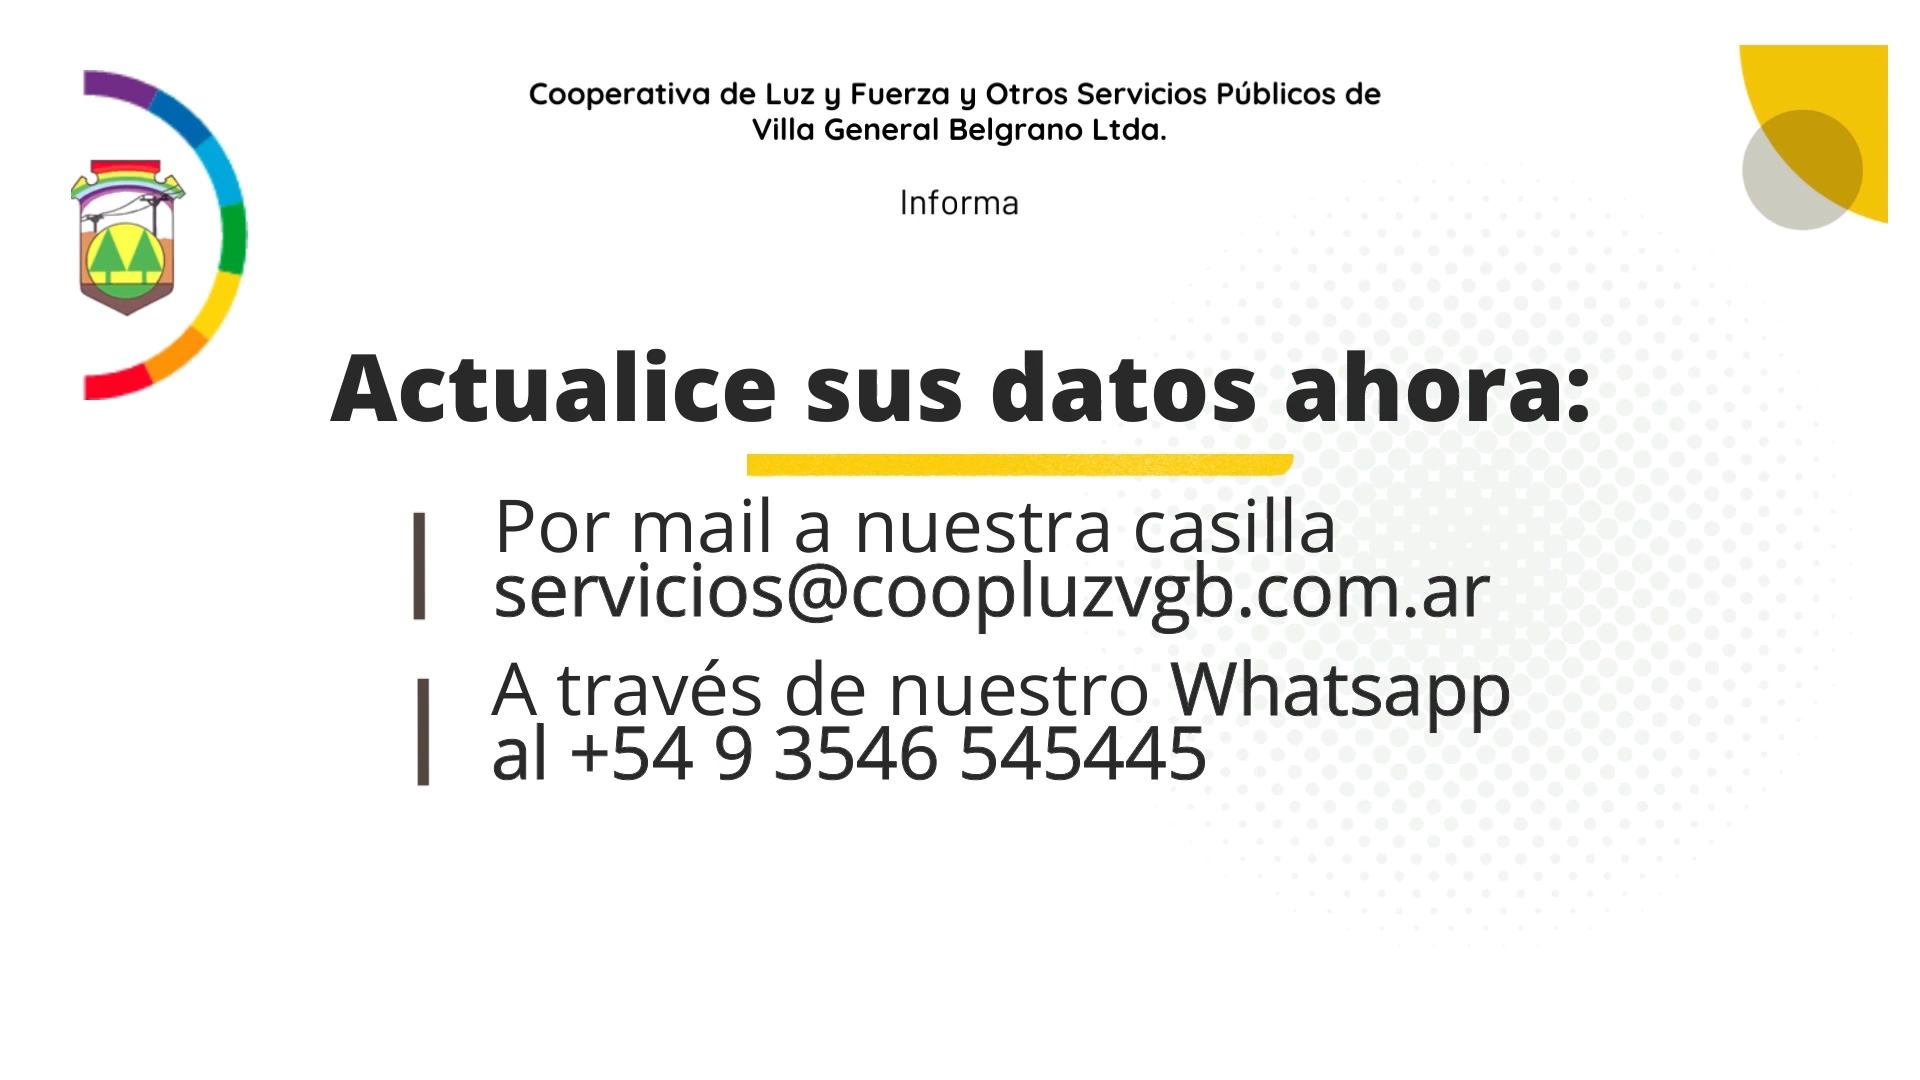 Cooperativa de Luz y Fuerza y Otros Servicios Públicos de
Villa General Belgrano Ltda.
Informa
Actualice sus datos ahora:
Por mail a nuestra casilla
servicios@coopluzvgb.com.ar
A través de nuestro Whatsapp
al +54 9 3546 545445